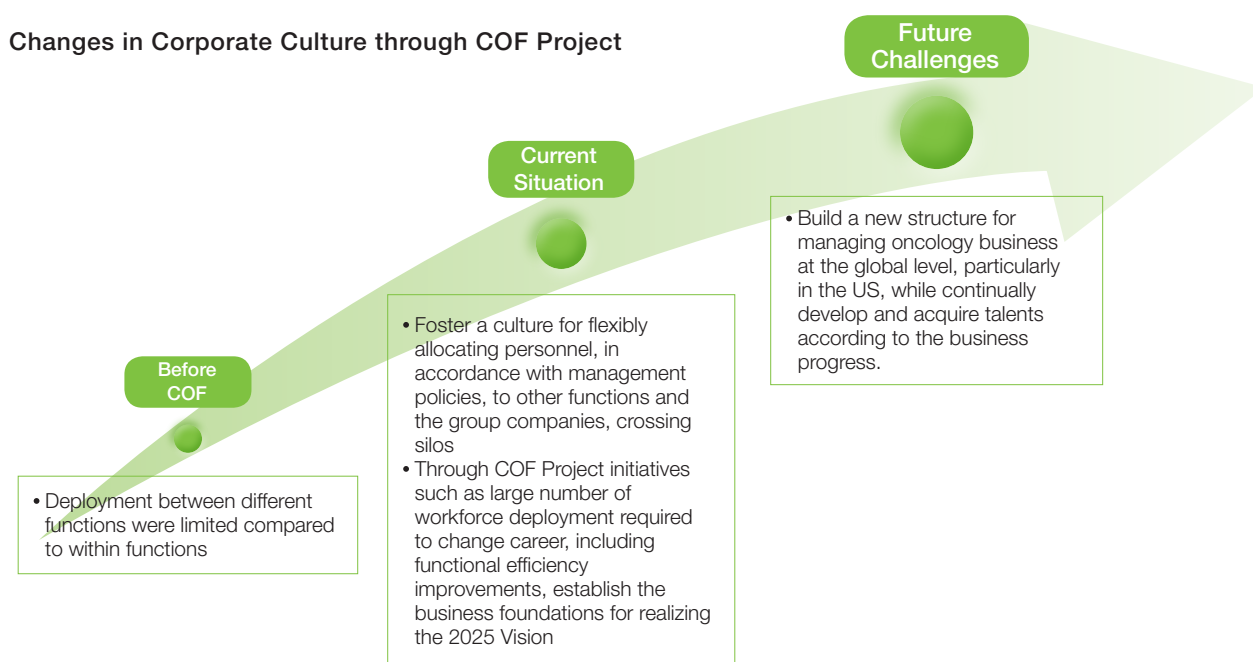 Changes in Corporate Culture through COF Project
Before
COF
• Deployment between different
functions were limited compared
to within functions
Current
Situation
• Foster a culture for flexibly
allocating personnel, in
accordance with management
policies, to other functions and
the group companies, crossing
silos
• Through COF Project initiatives
such as large number of
workforce deployment required
to change career, including
functional efficiency
improvements, establish the
business foundations for realizing
the 2025 Vision
Future
Challenges
• Build a new structure for
managing oncology business
at the global level, particularly
in the US, while continually
develop and acquire talents
according to the business
progress.